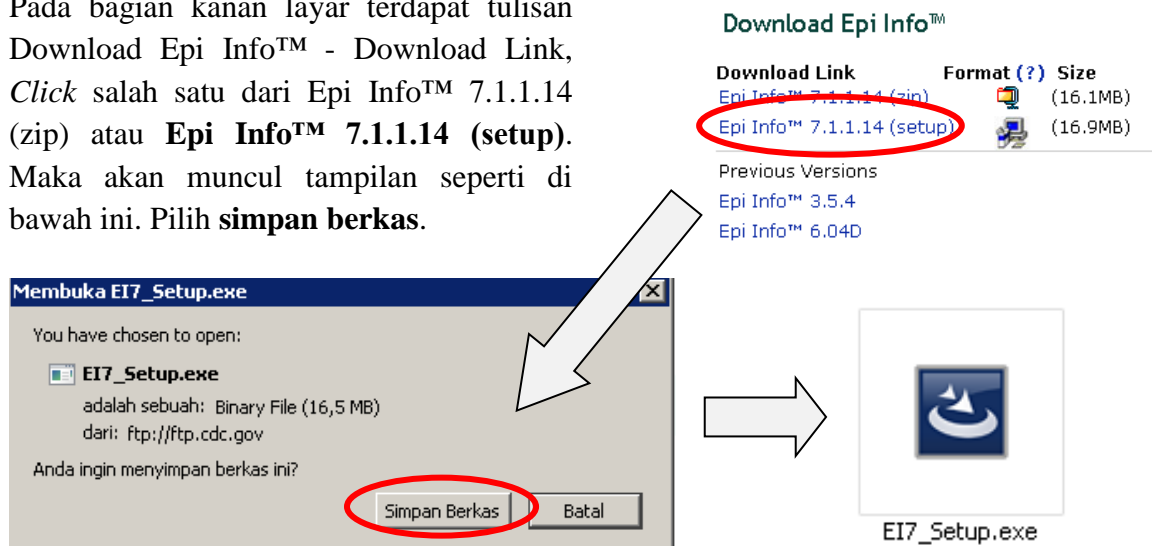 Pada bagian kanan layar terdapat tulisan
Download Epi Info™ - Download Link,
Click salah satu dari Epi Info™ 7.1.1.14
(zip) atau Epi Info™ 7.1.1.14 (setup).
Maka akan muncul tampilan seperti di
bawah ini. Pilih simpan berkas.
Download Epi Info™
Download Link Format (?) Size
Epi Info™ 7.1.1.14 (zip) (16.1MB)
Epi Info™ 7.1.1.14 (setup) (16.9MB)
Previous Versions
Epi Info™ 3.5.4
Epi Info™ 6.04D
Membuka EI7_Setup.exe
You have chosen to open:
EI7_Setup.exe
adalah sebuah: Binary File (16,5 MB)
dari: ftp://ftp.cdc.gov
Anda ingin menyimpan berkas ini?
Simpan Berkas Batal
EI7_Setup.exe